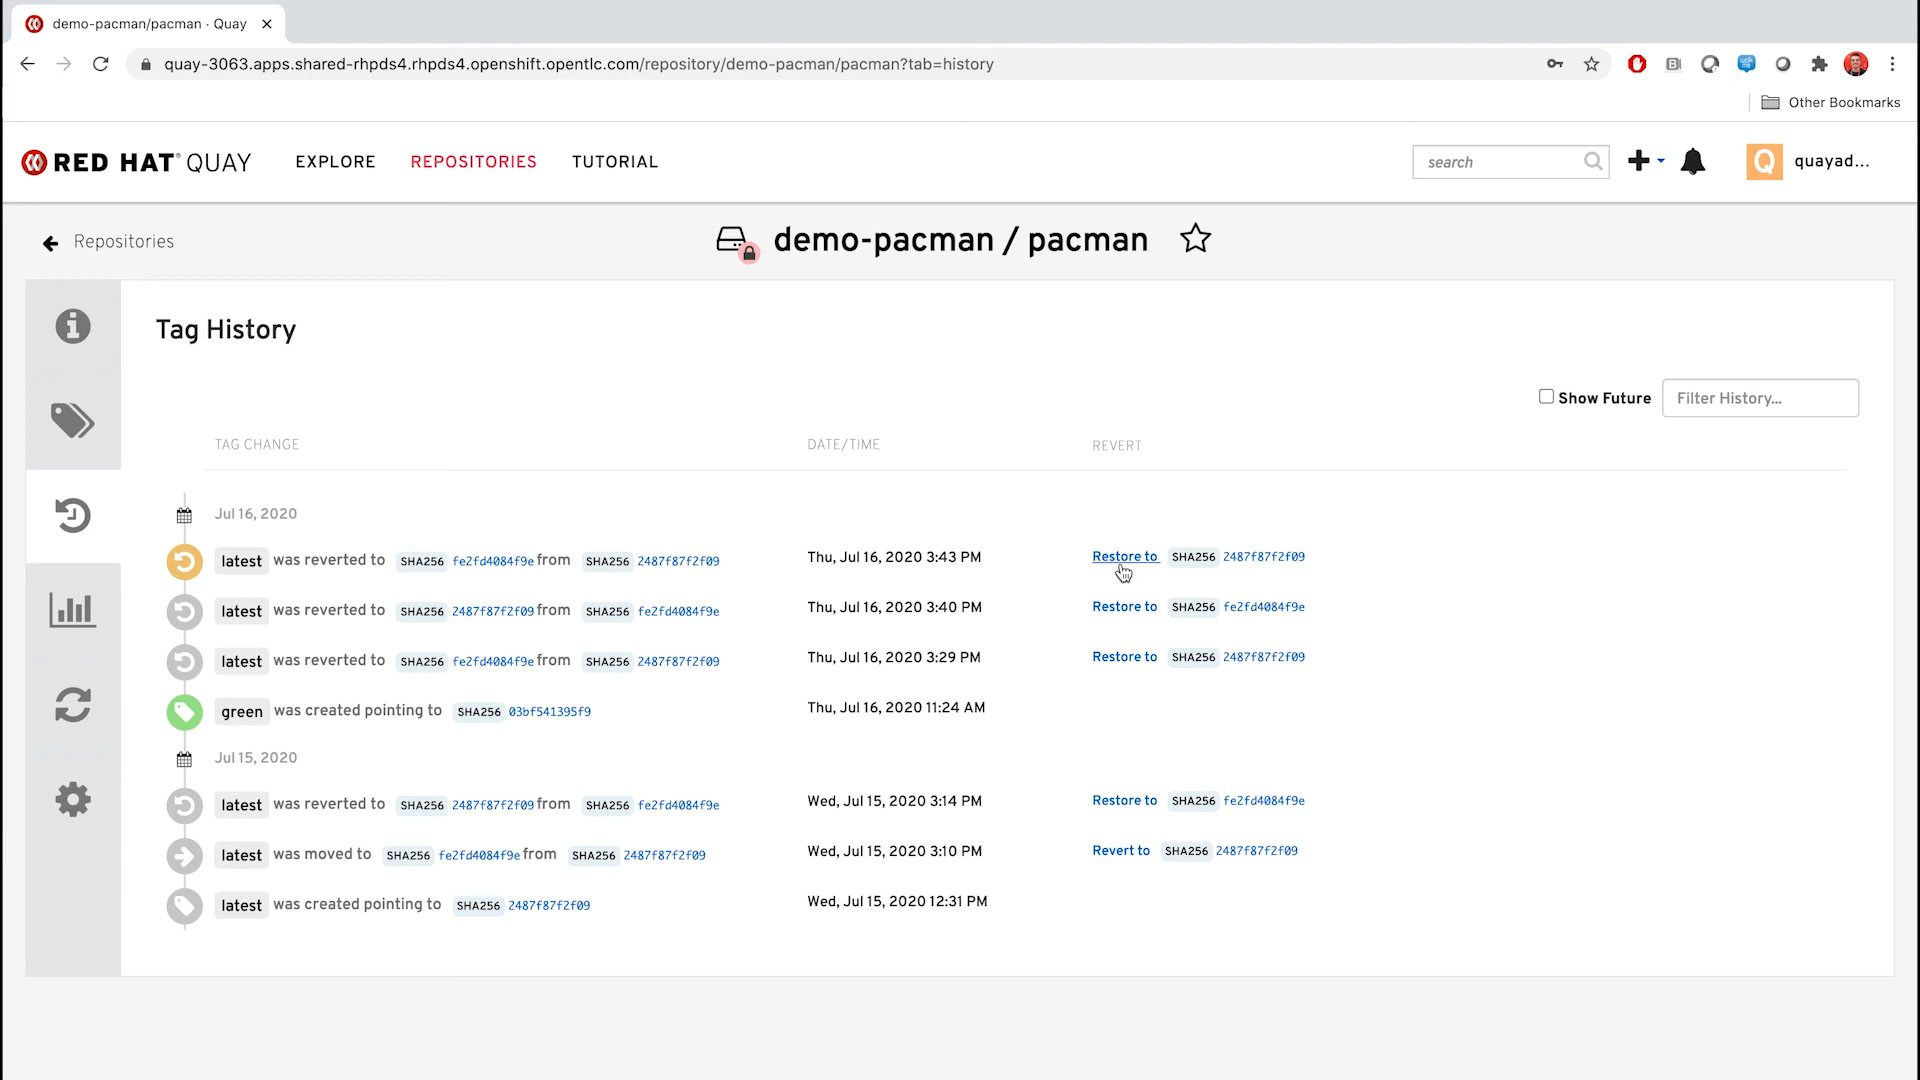 demo-pacman/pacman · Quay
quay-3063.apps.shared-rhpds4.rhpds4.openshift.opentlc.com/repository/demo-pacman/pacman?tab=history
Other Bookmarks
RED HAT® QUAY EXPLORE REPOSITORIES TUTORIAL search Q quayad...
Repositories demo-pacman / pacman
Tag History
Show Future Filter History...
TAG CHANGE DATE/TIME REVERT
Jul 16, 2020
latest was reverted to SHA256 fe2fd4084f9e from SHA256 2487f87f2f09 Thu, Jul 16, 2020 3:43 PM Restore to SHA256 2487f87f2f09
latest was reverted to SHA256 2487f87f2f09 from SHA256 fe2fd4084f9e Thu, Jul 16, 2020 3:40 PM Restore to SHA256 fe2fd4084f9e
latest was reverted to SHA256 fe2fd4084f9e from SHA256 2487f87f2f09 Thu, Jul 16, 2020 3:29 PM Restore to SHA256 2487f87f2f09
green was created pointing to SHA256 03bf541395f9 Thu, Jul 16, 2020 11:24 AM
Jul 15, 2020
latest was reverted to SHA256 2487f87f2f09 from SHA256 fe2fd4084f9e Wed, Jul 15, 2020 3:14 PM Restore to SHA256 fe2fd4084f9e
latest was moved to SHA256 fe2fd4084f9e from SHA256 2487f87f2f09 Wed, Jul 15, 2020 3:10 PM Revert to SHA256 2487f87f2f09
latest was created pointing to SHA256 2487f87f2f09 Wed, Jul 15, 2020 12:31 PM